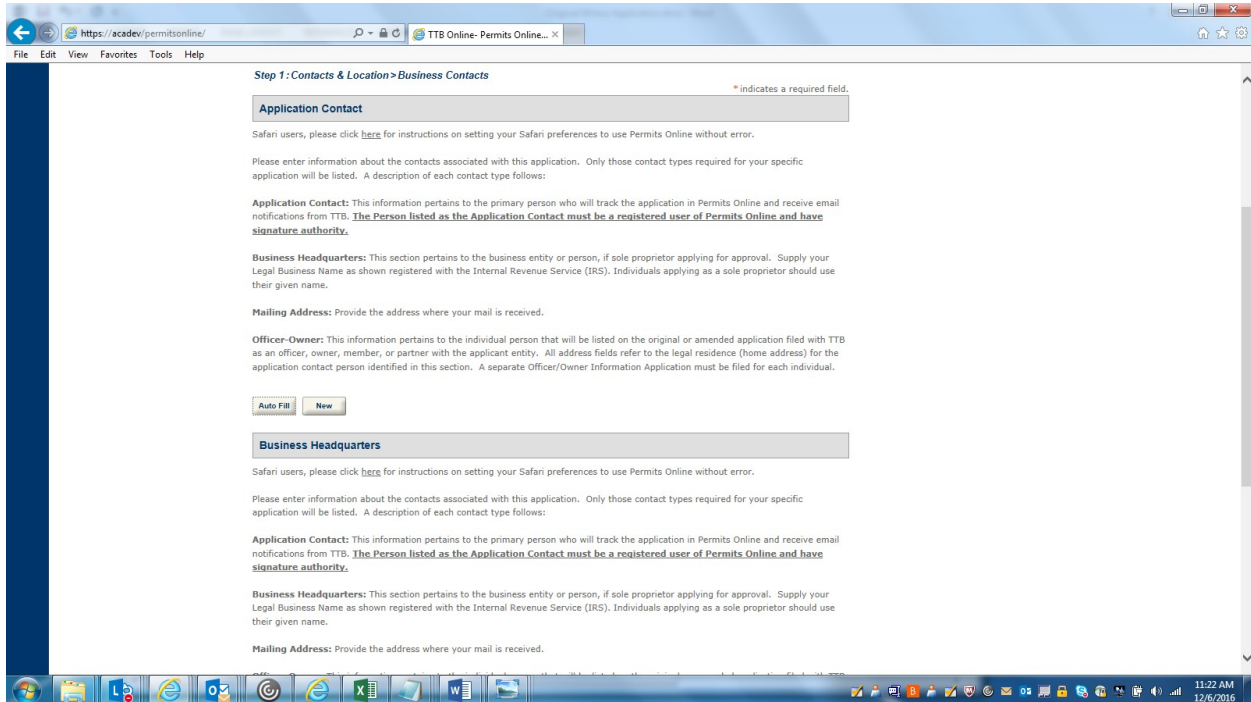 https://acadev/permitsonline/
TTB Online- Permits Online...
File Edit View Favorites Tools Help
Step 1: Contacts & Location > Business Contacts
* indicates a required field.
Application Contact
Safari users, please click here for instructions on setting your Safari preferences to use Permits Online without error.
Please enter information about the contacts associated with this application. Only those contact types required for your specific
application will be listed. A description of each contact type follows:
Application Contact: This information pertains to the primary person who will track the application in Permits Online and receive email
notifications from TTB. The Person listed as the Application Contact must be a registered user of Permits Online and have
signature authority.
Business Headquarters: This section pertains to the business entity or person, if sole proprietor applying for approval. Supply your
Legal Business Name as shown registered with the Internal Revenue Service (IRS). Individuals applying as a sole proprietor should use
their given name.
Mailing Address: Provide the address where your mail is received.
Officer-Owner: This information pertains to the individual person that will be listed on the original or amended application filed with TTB
as an officer, owner, member, or partner with the applicant entity. All address fields refer to the legal residence (home address) for the
application contact person identified in this section. A separate Officer/Owner Information Application must be filed for each individual.
Auto Fill New
Business Headquarters
Safari users, please click here for instructions on setting your Safari preferences to use Permits Online without error.
Please enter information about the contacts associated with this application. Only those contact types required for your specific
application will be listed. A description of each contact type follows:
Application Contact: This information pertains to the primary person who will track the application in Permits Online and receive email
notifications from TTB. The Person listed as the Application Contact must be a registered user of Permits Online and have
signature authority.
Business Headquarters: This section pertains to the business entity or person, if sole proprietor applying for approval. Supply your
Legal Business Name as shown registered with the Internal Revenue Service (IRS). Individuals applying as a sole proprietor should use
their given name.
Mailing Address: Provide the address where your mail is received.
11:22 AM
12/6/2016